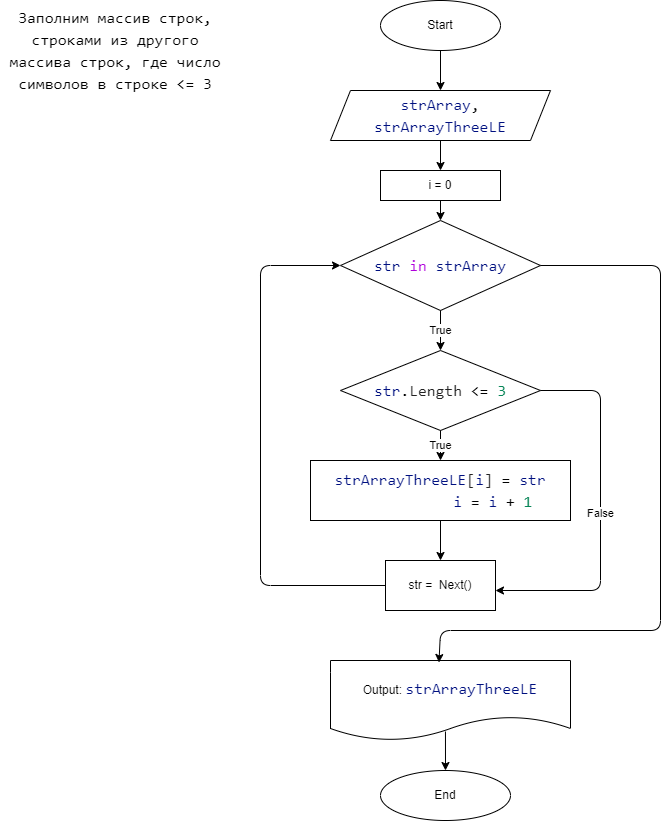 Заполним массив строк,
строками из другого
массива строк, где число
символов в строке <= 3
Start
strArray,
strArrayThreeLE
i = 0
str in strArray
True
str.Length <= 3
True
strArrayThreeLE[i] = str
i = i + 1
False
str = Next()
Output: strArrayThreeLE
End